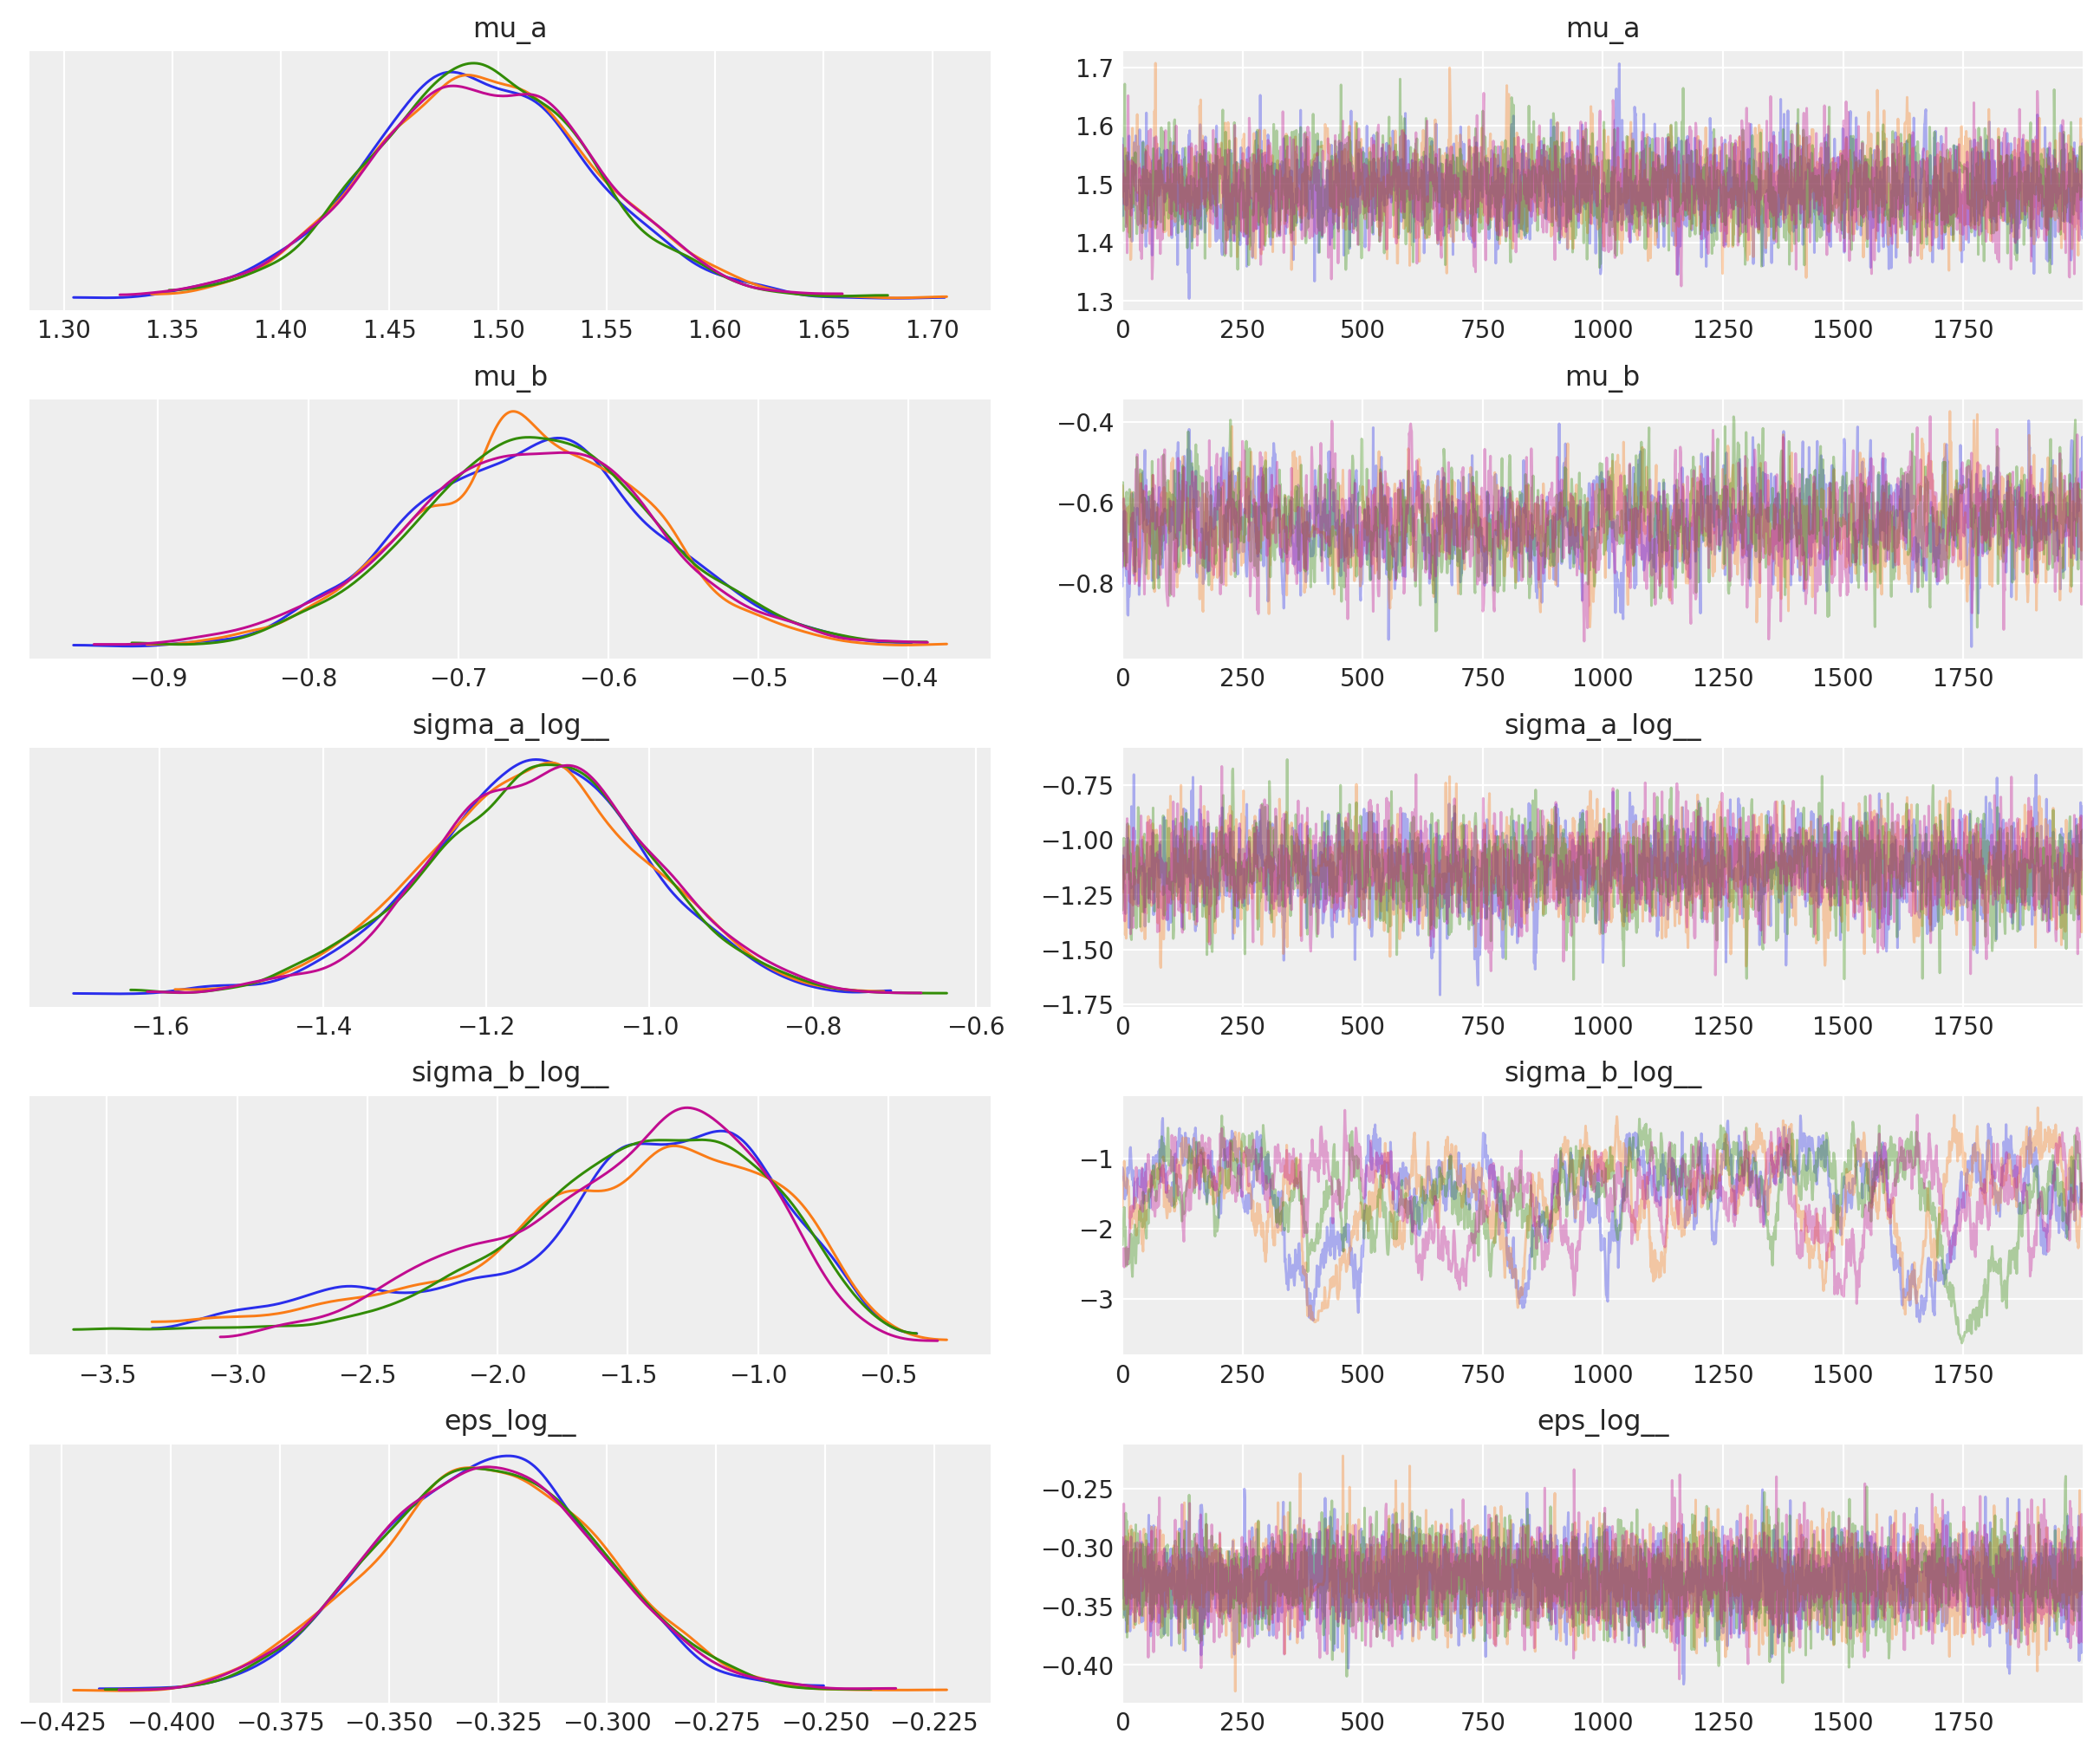 mu_a mu_a
1.7
1.6
1.5
1.4
1.3
1.30 1.35 1.40 1.45 1.50 1.55 1.60 1.65 1.70 0 250 500 750 1000 1250 1500 1750
mu_b mu_b
−0.4
−0.6
−0.8
−0.9 −0.8 −0.7 −0.6 −0.5 −0.4 0 250 500 750 1000 1250 1500 1750
sigma_a_log__ sigma_a_log__
−0.75
−1.00
−1.25
−1.50
−1.75
−1.6 −1.4 −1.2 −1.0 −0.8 −0.6 0 250 500 750 1000 1250 1500 1750
sigma_b_log__ sigma_b_log__
−1
−2
−3
−3.5 −3.0 −2.5 −2.0 −1.5 −1.0 −0.5 0 250 500 750 1000 1250 1500 1750
eps_log__ eps_log__
−0.25
−0.30
−0.35
−0.40
−0.425 −0.400 −0.375 −0.350 −0.325 −0.300 −0.275 −0.250 −0.225 0 250 500 750 1000 1250 1500 1750